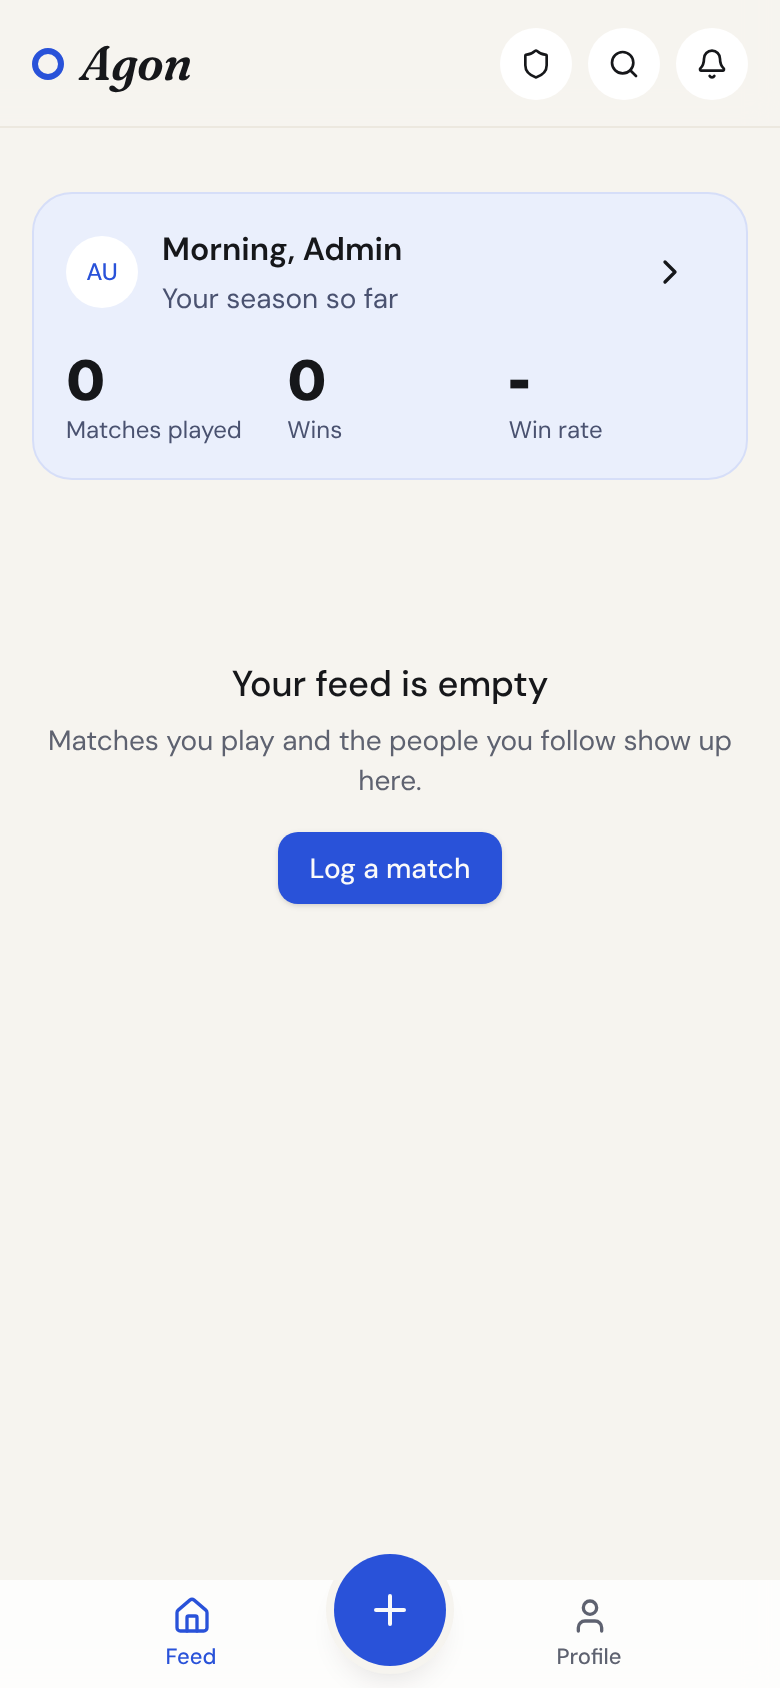 Agon
AU
Morning, Admin
Your season so far
0
Matches played
0
Wins
-
Win rate
Your feed is empty
Matches you play and the people you follow show up
here.
Log a match
Feed
Profile